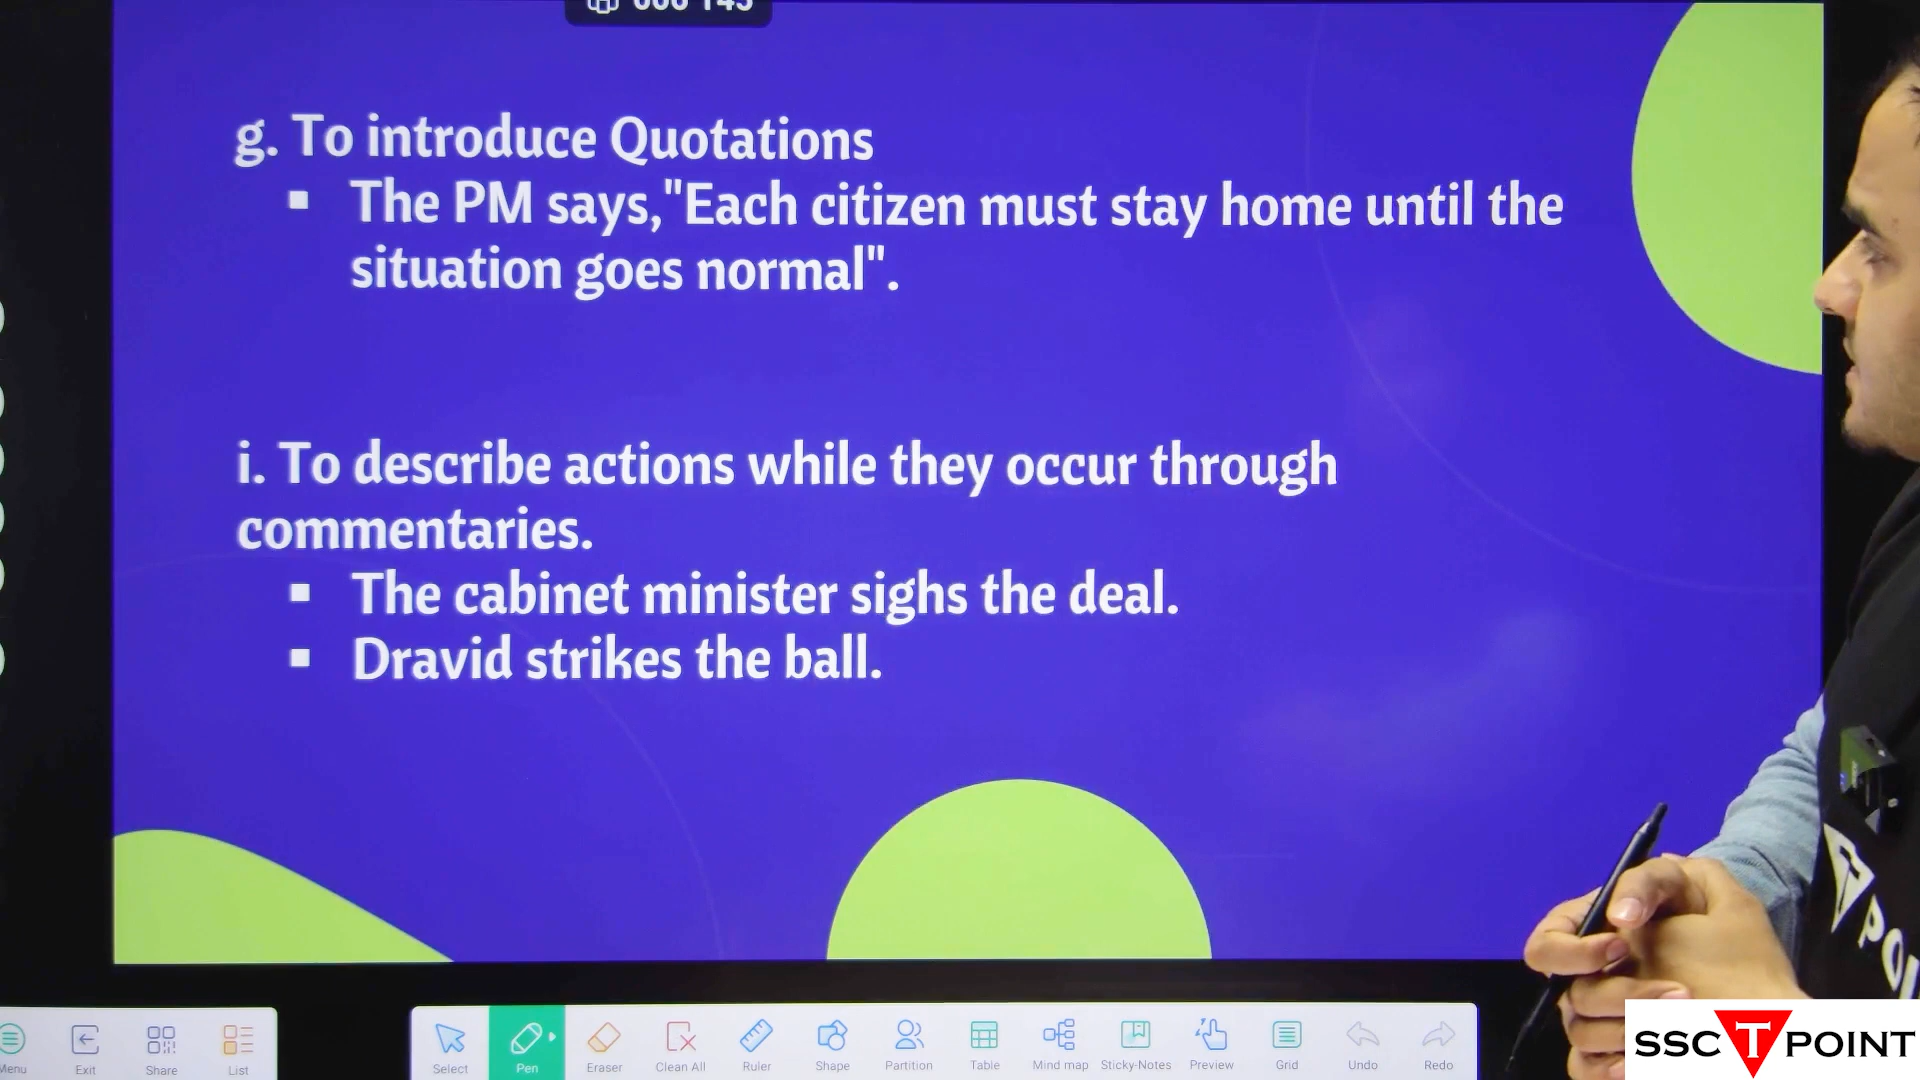 g. To introduce Quotations
▪ The PM says,"Each citizen must stay home until the
situation goes normal".
i. To describe actions while they occur through
commentaries.
▪ The cabinet minister sighs the deal.
▪ Dravid strikes the ball.
Menu Exit Share List Select Pen Eraser Clean All Ruler Shape Partition Table Mind map Sticky-Notes Preview Grid Undo Redo
SSC T POINT